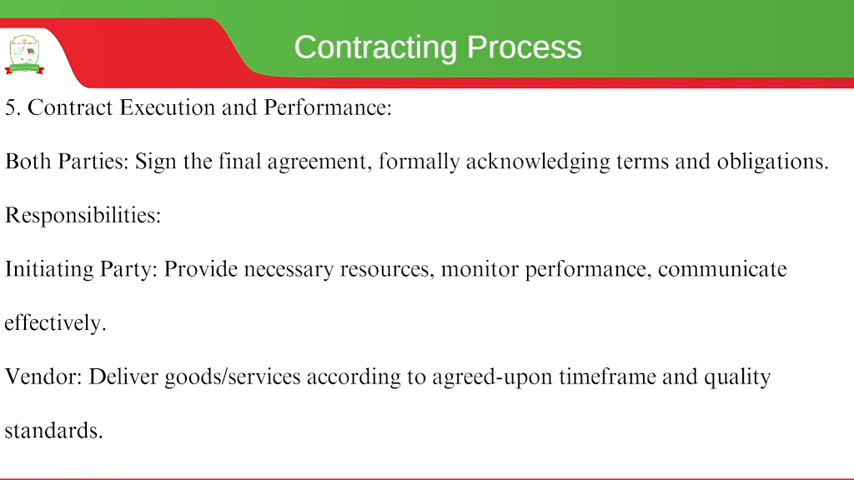 Contracting Process
5. Contract Execution and Performance:
Both Parties: Sign the final agreement, formally acknowledging terms and obligations.
Responsibilities:
Initiating Party: Provide necessary resources, monitor performance, communicate
effectively.
Vendor: Deliver goods/services according to agreed-upon timeframe and quality
standards.